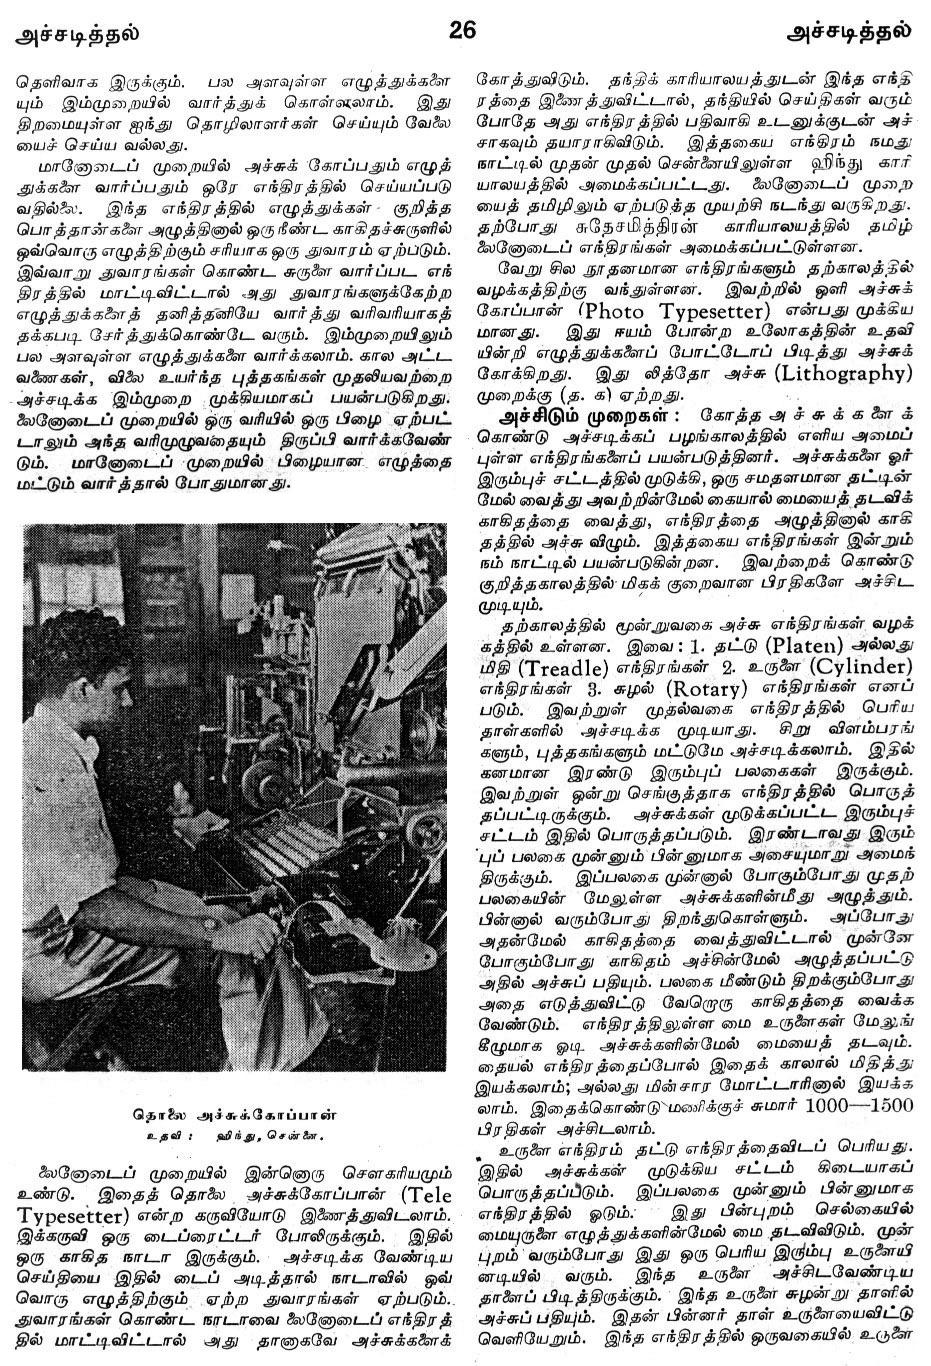 அச்சடித்தல்
26
அச்சடித்தல்
தெளிவாக இருக்கும். பல அளவுள்ள எழுத்துக்களை
யும் இம்முறையில் வார்த்துக் கொள்ளலாம். இது
திறமையுள்ள ஐந்து தொழிலாளர்கள் செய்யும் வேலை
யைச் செய்ய வல்லது.
மானோடைப் முறையில் அச்சுக் கோப்பதும் எழுத்
துக்களை வார்ப்பதும் ஒரே எந்திரத்தில் செய்யப்படு
வதில்லை. இந்த எந்திரத்தில் எழுத்துக்கள் குறித்த
பொத்தான்களை அழுத்தினால் ஒரு நீண்ட காகிதச்சுருளில்
ஒவ்வொரு எழுத்திற்கும் சரியாக ஒரு துவாரம் ஏற்படும்.
இவ்வாறு துவாரங்கள் கொண்ட சுருளை வார்ப்பட எந்
திரத்தில் மாட்டிவிட்டால் அது துவாரங்களுக்கேற்ற
எழுத்துக்களைத் தனித்தனியே வார்த்து வரிவரியாகத்
தக்கபடி சேர்த்துக்கொண்டே வரும். இம்முறையிலும்
பல அளவுள்ள எழுத்துக்களை வார்க்கலாம். கால அட்ட
வணைகள், விலை உயர்ந்த புத்தகங்கள் முதலியவற்றை
அச்சடிக்க இம்முறை முக்கியமாகப் பயன்படுகிறது.
லைனோடைப் முறையில் ஒரு வரியில் ஒரு பிழை ஏற்பட்
டாலும் அந்த வரிமுழுவதையும் திருப்பி வார்க்கவேண்
டும். மானோடைப் முறையில் பிழையான எழுத்தை
மட்டும் வார்த்தால் போதுமானது.
தொலை அச்சுக்கோப்பான்
உதவி : ஹிந்து, சென்னை.
லைனோடைப் முறையில் இன்னொரு சௌகரியமும்
உண்டு. இதைத் தொலை அச்சுக்கோப்பான் (Tele
Typesetter) என்ற கருவியோடு இணைத்துவிடலாம்.
இக்கருவி ஒரு டைப்ரைட்டர் போலிருக்கும். இதில்
ஒரு காகித நாடா இருக்கும். அச்சடிக்க வேண்டிய
செய்தியை இதில் டைப் அடித்தால் நாடாவில் ஒவ்
வொரு எழுத்திற்கும் ஏற்ற துவாரங்கள் ஏற்படும்.
துவாரங்கள் கொண்ட நாடாவை லைனோடைப் எந்திரத்
தில் மாட்டிவிட்டால் அது தானாகவே அச்சுக்களைக்
கோத்துவிடும். தந்திக் காரியாலயத்துடன் இந்த எந்தி
ரத்தை இணைத்துவிட்டால், தந்தியில் செய்திகள் வரும்
போதே அது எந்திரத்தில் பதிவாகி உடனுக்குடன் அச்
சாகவும் தயாராகிவிடும். இத்தகைய எந்திரம் நமது
நாட்டில் முதன் முதல் சென்னையிலுள்ள ஹிந்து காரி
யாலயத்தில் அமைக்கப்பட்டது. லைனோடைப் முறை
யைத் தமிழிலும் ஏற்படுத்த முயற்சி நடந்து வருகிறது.
தற்போது சுதேசமித்திரன் காரியாலயத்தில் தமிழ்
லைனோடைப் எந்திரங்கள் அமைக்கப்பட்டுள்ளன.
வேறு சில நூதனமான எந்திரங்களும் தற்காலத்தில்
வழக்கத்திற்கு வந்துள்ளன. இவற்றில் ஒளி அச்சுக்
கோப்பான் (Photo Typesetter) என்பது முக்கிய
மானது. இது ஈயம் போன்ற உலோகத்தின் உதவி
யின்றி எழுத்துக்களைப் போட்டோப் பிடித்து அச்சுக்
கோக்கிறது. இது லித்தோ அச்சு (Lithography)
முறைக்கு (த. க) ஏற்றது.
அச்சிடும் முறைகள் : கோத்த அச்சுக்களைக்
கொண்டு அச்சடிக்கப் பழங்காலத்தில் எளிய அமைப்
புள்ள எந்திரங்களைப் பயன்படுத்தினர். அச்சுக்களை ஓர்
இரும்புச் சட்டத்தில் முடுக்கி, ஒரு சமதளமான தட்டின்
மேல் வைத்து அவற்றின்மேல் கையால் மையைத் தடவிக்
காகிதத்தை வைத்து, எந்திரத்தை அழுத்தினால் காகி
தத்தில் அச்சு விழும். இத்தகைய எந்திரங்கள் இன்றும்
நம் நாட்டில் பயன்படுகின்றன. இவற்றைக் கொண்டு
குறித்தகாலத்தில் மிகக் குறைவான பிரதிகளே அச்சிட
முடியும்.
தற்காலத்தில் மூன்றுவகை அச்சு எந்திரங்கள் வழக்
கத்தில் உள்ளன. இவை : 1. தட்டு (Platen) அல்லது
மிதி (Treadle) எந்திரங்கள் 2. உருளை (Cylinder)
எந்திரங்கள் 3. சுழல் (Rotary) எந்திரங்கள் எனப்
படும். இவற்றுள் முதல்வகை எந்திரத்தில் பெரிய
தாள்களில் அச்சடிக்க முடியாது. சிறு விளம்பரங்
களும், புத்தகங்களும் மட்டுமே அச்சடிக்கலாம். இதில்
கனமான இரண்டு இரும்புப் பலகைகள் இருக்கும்.
இவற்றுள் ஒன்று செங்குத்தாக எந்திரத்தில் பொருத்
தப்பட்டிருக்கும். அச்சுக்கள் முடுக்கப்பட்ட இரும்புச்
சட்டம் இதில் பொருத்தப்படும். இரண்டாவது இரும்
புப் பலகை முன்னும் பின்னுமாக அசையுமாறு அமைந்
திருக்கும். இப்பலகை முன்னால் போகும்போது முதற்
பலகையின் மேலுள்ள அச்சுக்களின்மீது அழுத்தும்.
பின்னால் வரும்போது திறந்துகொள்ளும். அப்போது
அதன்மேல் காகிதத்தை வைத்துவிட்டால் முன்னே
போகும்போது காகிதம் அச்சின்மேல் அழுத்தப்பட்டு
அதில் அச்சுப் பதியும். பலகை மீண்டும் திறக்கும்போது
அதை எடுத்துவிட்டு வேறொரு காகிதத்தை வைக்க
வேண்டும். எந்திரத்திலுள்ள மை உருளைகள் மேலுங்
கீழுமாக ஓடி அச்சுக்களின்மேல் மையைத் தடவும்.
தையல் எந்திரத்தைப்போல் இதைக் காலால் மிதித்து
இயக்கலாம்; அல்லது மின்சார மோட்டாரினால் இயக்க
லாம். இதைக்கொண்டு மணிக்குச் சுமார் 1000—1500
பிரதிகள் அச்சிடலாம்.
உருளை எந்திரம் தட்டு எந்திரத்தைவிடப் பெரியது.
இதில் அச்சுக்கள் முடுக்கிய சட்டம் கிடையாகப்
பொருத்தப்படும். இப்பலகை முன்னும் பின்னுமாக
எந்திரத்தில் ஓடும். இது பின்புறம் செல்கையில்
மையுருளை எழுத்துக்களின்மேல் மை தடவிவிடும். முன்
புறம் வரும்போது இது ஒரு பெரிய இரும்பு உருளையி
னடியில் வரும். இந்த உருளை அச்சிடவேண்டிய
தாளைப் பிடித்திருக்கும். இந்த உருளை சுழன்று தாளில்
அச்சுப் பதியும். இதன் பின்னர் தாள் உருளையைவிட்டு
வெளியேறும். இந்த எந்திரத்தில் ஒருவகையில் உருளை